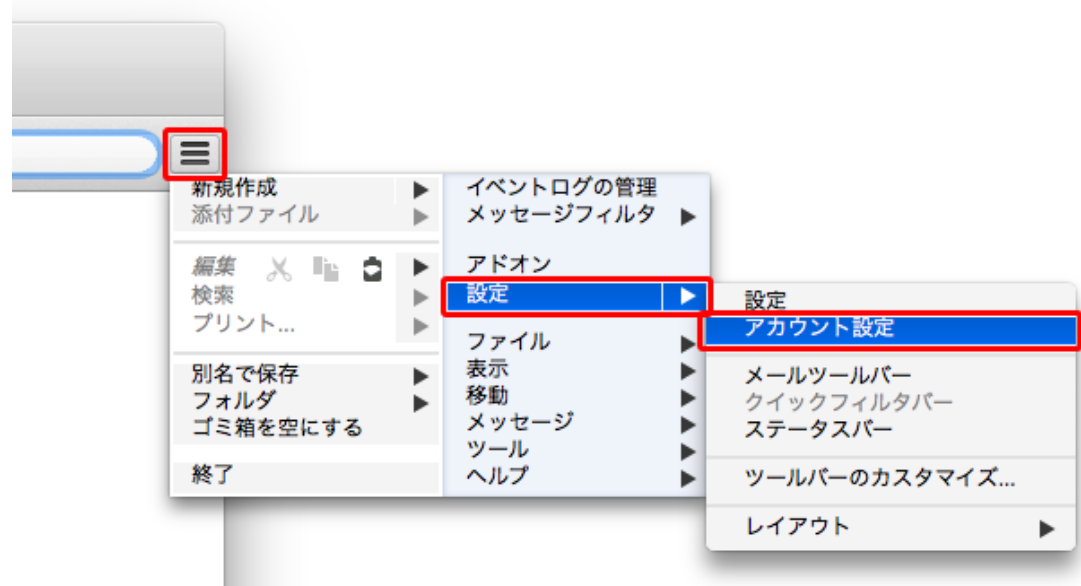 新規作成
添付ファイル
編集
検索
プリント...
別名で保存
フォルダ
ゴミ箱を空にする
終了
イベントログの管理
メッセージフィルタ
アドオン
設定
ファイル
表示
移動
メッセージ
ツール
ヘルプ
設定
アカウント設定
メールツールバー
クイックフィルタバー
ステータスバー
ツールバーのカスタマイズ...
レイアウト